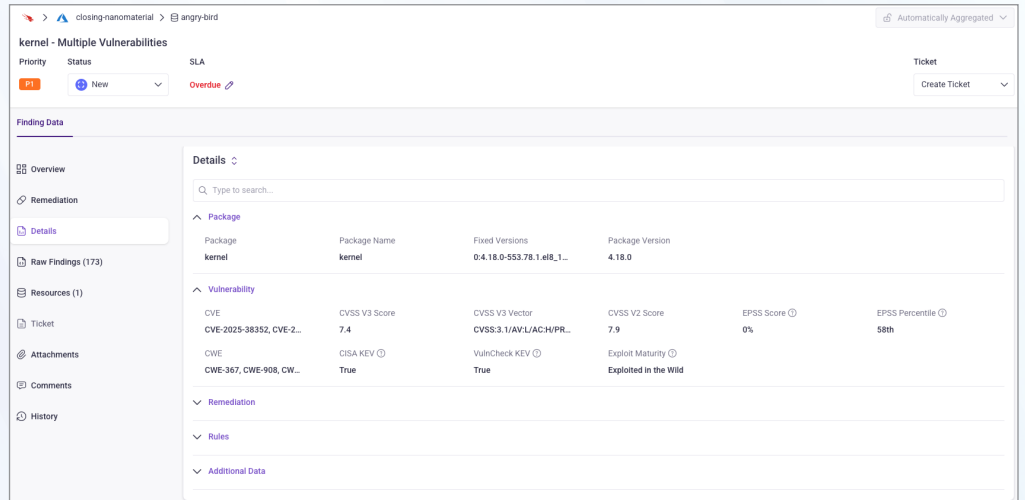 closing-nanomaterial > angry-bird
Automatically Aggregated
kernel - Multiple Vulnerabilities
Priority Status SLA Ticket
P1 New Overdue Create Ticket
Finding Data
Overview
Remediation
Details
Raw Findings (173)
Resources (1)
Ticket
Attachments
Comments
History
Details
Type to search...
Package
Package Package Name Fixed Versions Package Version
kernel kernel 0:4.18.0-553.78.1.el8_1... 4.18.0
Vulnerability
CVE CVSS V3 Score CVSS V3 Vector CVSS V2 Score EPSS Score EPSS Percentile
CVE-2025-38352, CVE-2... 7.4 CVSS:3.1/AV:L/AC:H/PR... 7.9 0% 58th
CWE CISA KEV VulnCheck KEV Exploit Maturity
CWE-367, CWE-908, CW... True True Exploited in the Wild
Remediation
Rules
Additional Data